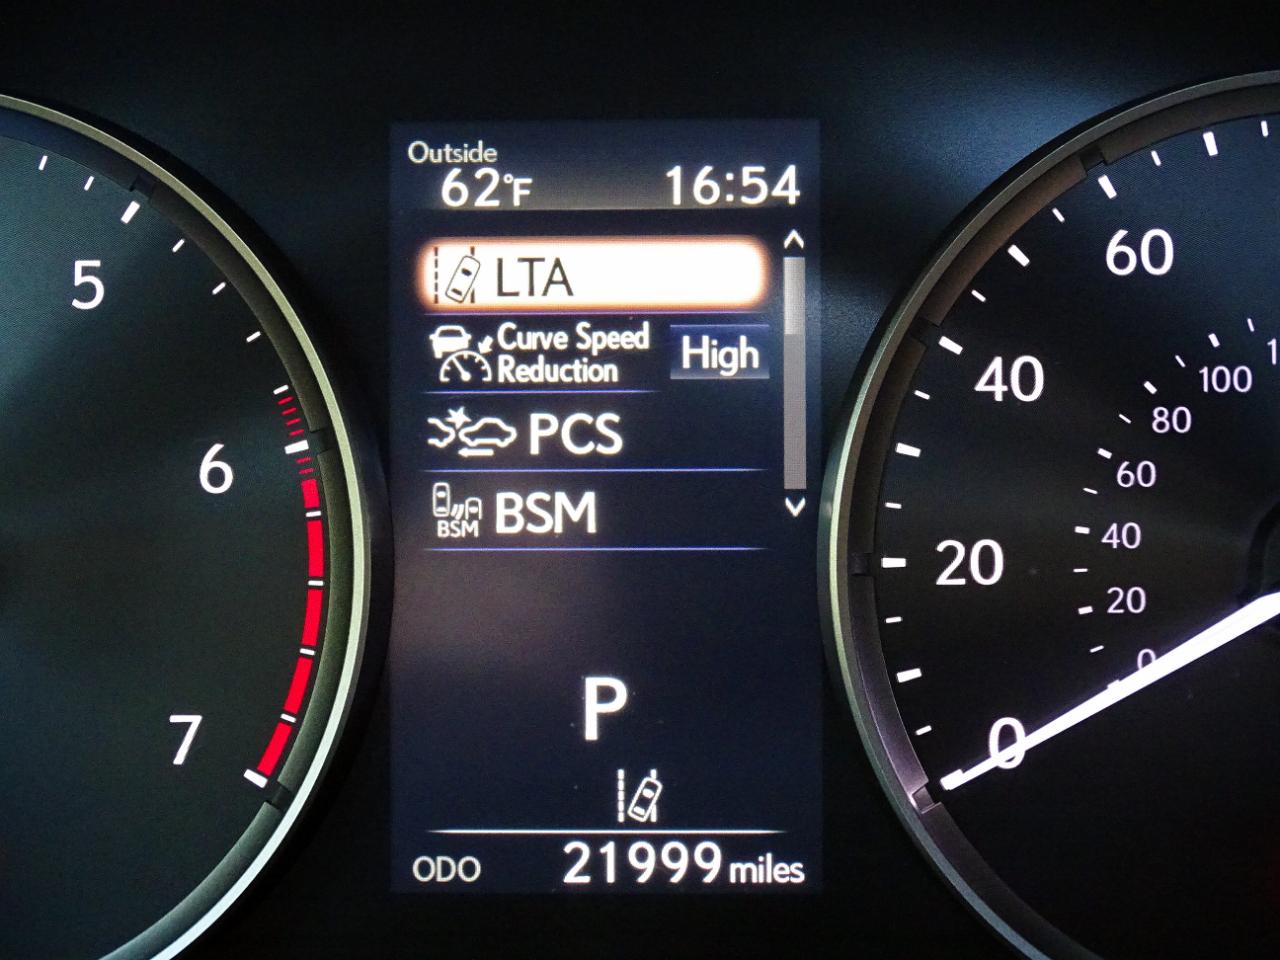 Outside
62°F 16:54
LTA
Curve Speed
Reduction
High
PCS
BSM
BSM
P
ODO 21999 miles
5
6
7
60
40
20
0
100
80
60
40
20
0